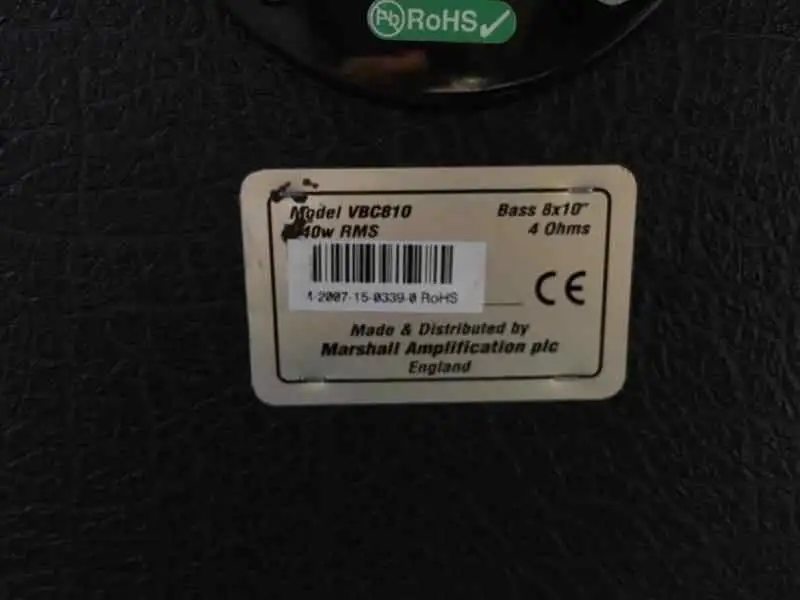 Pb RoHS
Model VBC810
Bass 8x10"
40w RMS
4 Ohms
2007-15-0339-0 RoHS
CE
Made & Distributed by
Marshall Amplification plc
England